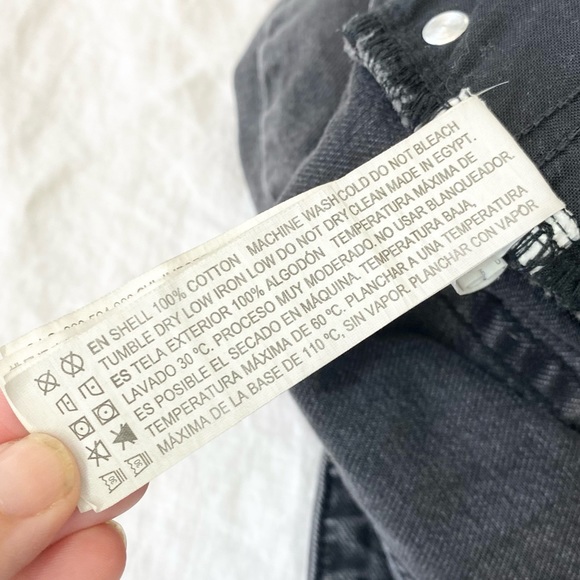 EN SHELL 100% COTTON MACHINE WASH COLD DO NOT BLEACH
TUMBLE DRY LOW IRON LOW DO NOT DRY CLEAN MADE IN EGYPT.
ES TELA EXTERIOR 100% ALGODÓN TEMPERATURA MÁXIMA DE
LAVADO 30 ºC, PROCESO MUY MODERADO. NO USAR BLANQUEADOR.
ES POSIBLE EL SECADO EN MÁQUINA. TEMPERATURA BAJA,
TEMPERATURA MÁXIMA DE 60 ºC. PLANCHAR A UNA TEMPERATURA
MÁXIMA DE LA BASE DE 110 ºC, SIN VAPOR. PLANCHAR CON VAPOR